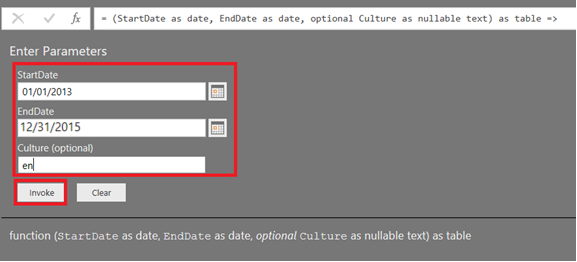 fx = (StartDate as date, EndDate as date, optional Culture as nullable text) as table =>
Enter Parameters
StartDate
01/01/2013
EndDate
12/31/2015
Culture (optional)
en
Invoke Clear
function (StartDate as date, EndDate as date, optional Culture as nullable text) as table